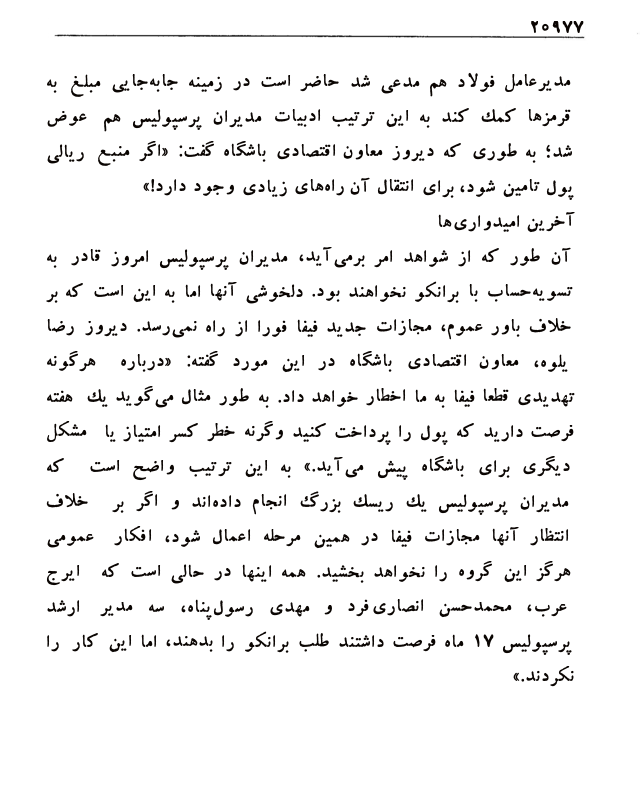 ۲۰۹۷۷
مدیرعامل فولاد هم مدعی شد حاضر است در زمینه جابه‌جایی مبلغ به
قرمزها کمك کند به این ترتیب ادبیات مدیران پرسپولیس هم عوض
شد؛ به طوری که دیروز معاون اقتصادی باشگاه گفت: «اگر منبع ریالی
پول تامین شود، برای انتقال آن راه‌های زیادی وجود دارد!»
آخرین امیدواری‌ها
آن طور که از شواهد امر برمی‌آید، مدیران پرسپولیس امروز قادر به
تسویه‌حساب با برانکو نخواهند بود. دلخوشی آنها اما به این است که بر
خلاف باور عموم، مجازات جدید فیفا فورا از راه نمی‌رسد. دیروز رضا
یلوه، معاون اقتصادی باشگاه در این مورد گفته: «درباره هرگونه
تهدیدی قطعا فیفا به ما اخطار خواهد داد. به طور مثال می‌گوید یك هفته
فرصت دارید که پول را پرداخت کنید وگرنه خطر کسر امتیاز یا مشکل
دیگری برای باشگاه پیش می‌آید.» به این ترتیب واضح است که
مدیران پرسپولیس یك ریسك بزرگ انجام داده‌اند و اگر بر خلاف
انتظار آنها مجازات فیفا در همین مرحله اعمال شود، افکار عمومی
هرگز این گروه را نخواهد بخشید. همه اینها در حالی است که ایرج
عرب، محمدحسن انصاری‌فرد و مهدی رسول‌پناه، سه مدیر ارشد
پرسپولیس ۱۷ ماه فرصت داشتند طلب برانکو را بدهند، اما این کار را
نکردند.»